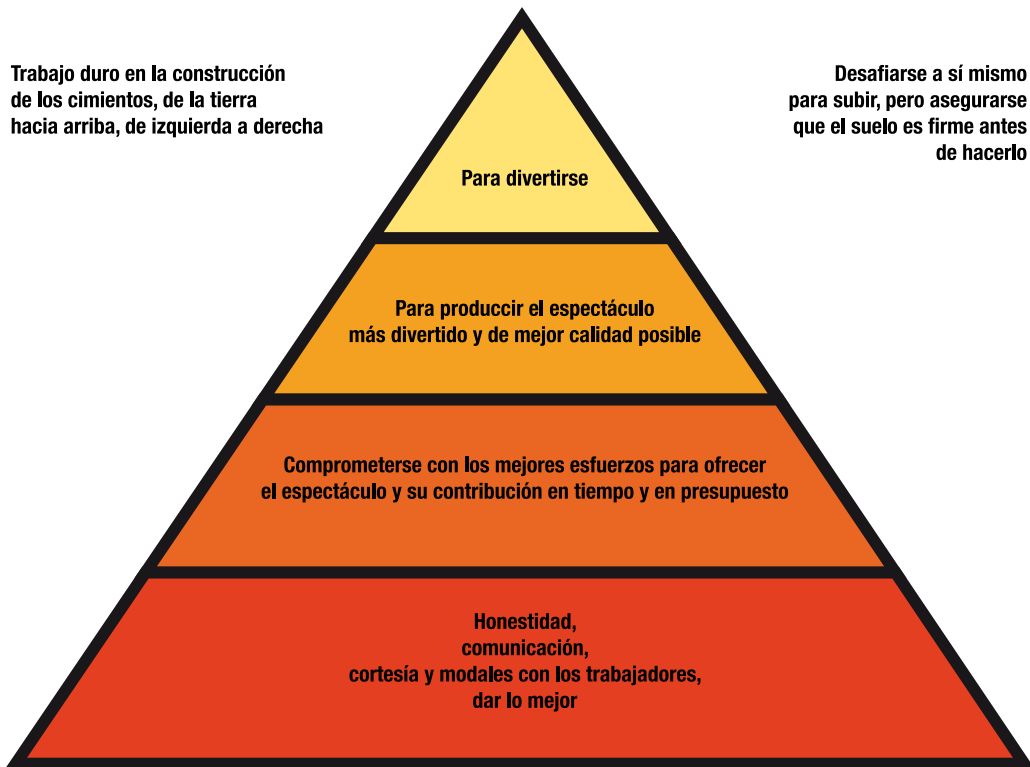 Trabajo duro en la construcción
de los cimientos, de la tierra
hacia arriba, de izquierda a derecha
Desafiarse a sí mismo
para subir, pero asegurarse
que el suelo es firme antes
de hacerlo
Para divertirse
Para produccir el espectáculo
más divertido y de mejor calidad posible
Comprometerse con los mejores esfuerzos para ofrecer
el espectáculo y su contribución en tiempo y en presupuesto
Honestidad,
comunicación,
cortesía y modales con los trabajadores,
dar lo mejor